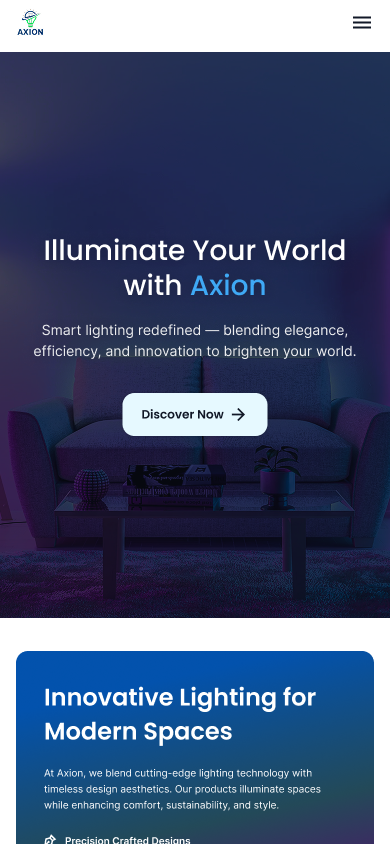 AXION
Illuminate Your World
with Axion
Smart lighting redefined — blending elegance,
efficiency, and innovation to brighten your world.
Discover Now
Innovative Lighting for
Modern Spaces
At Axion, we blend cutting-edge lighting technology with
timeless design aesthetics. Our products illuminate spaces
while enhancing comfort, sustainability, and style.
Precision Crafted Designs